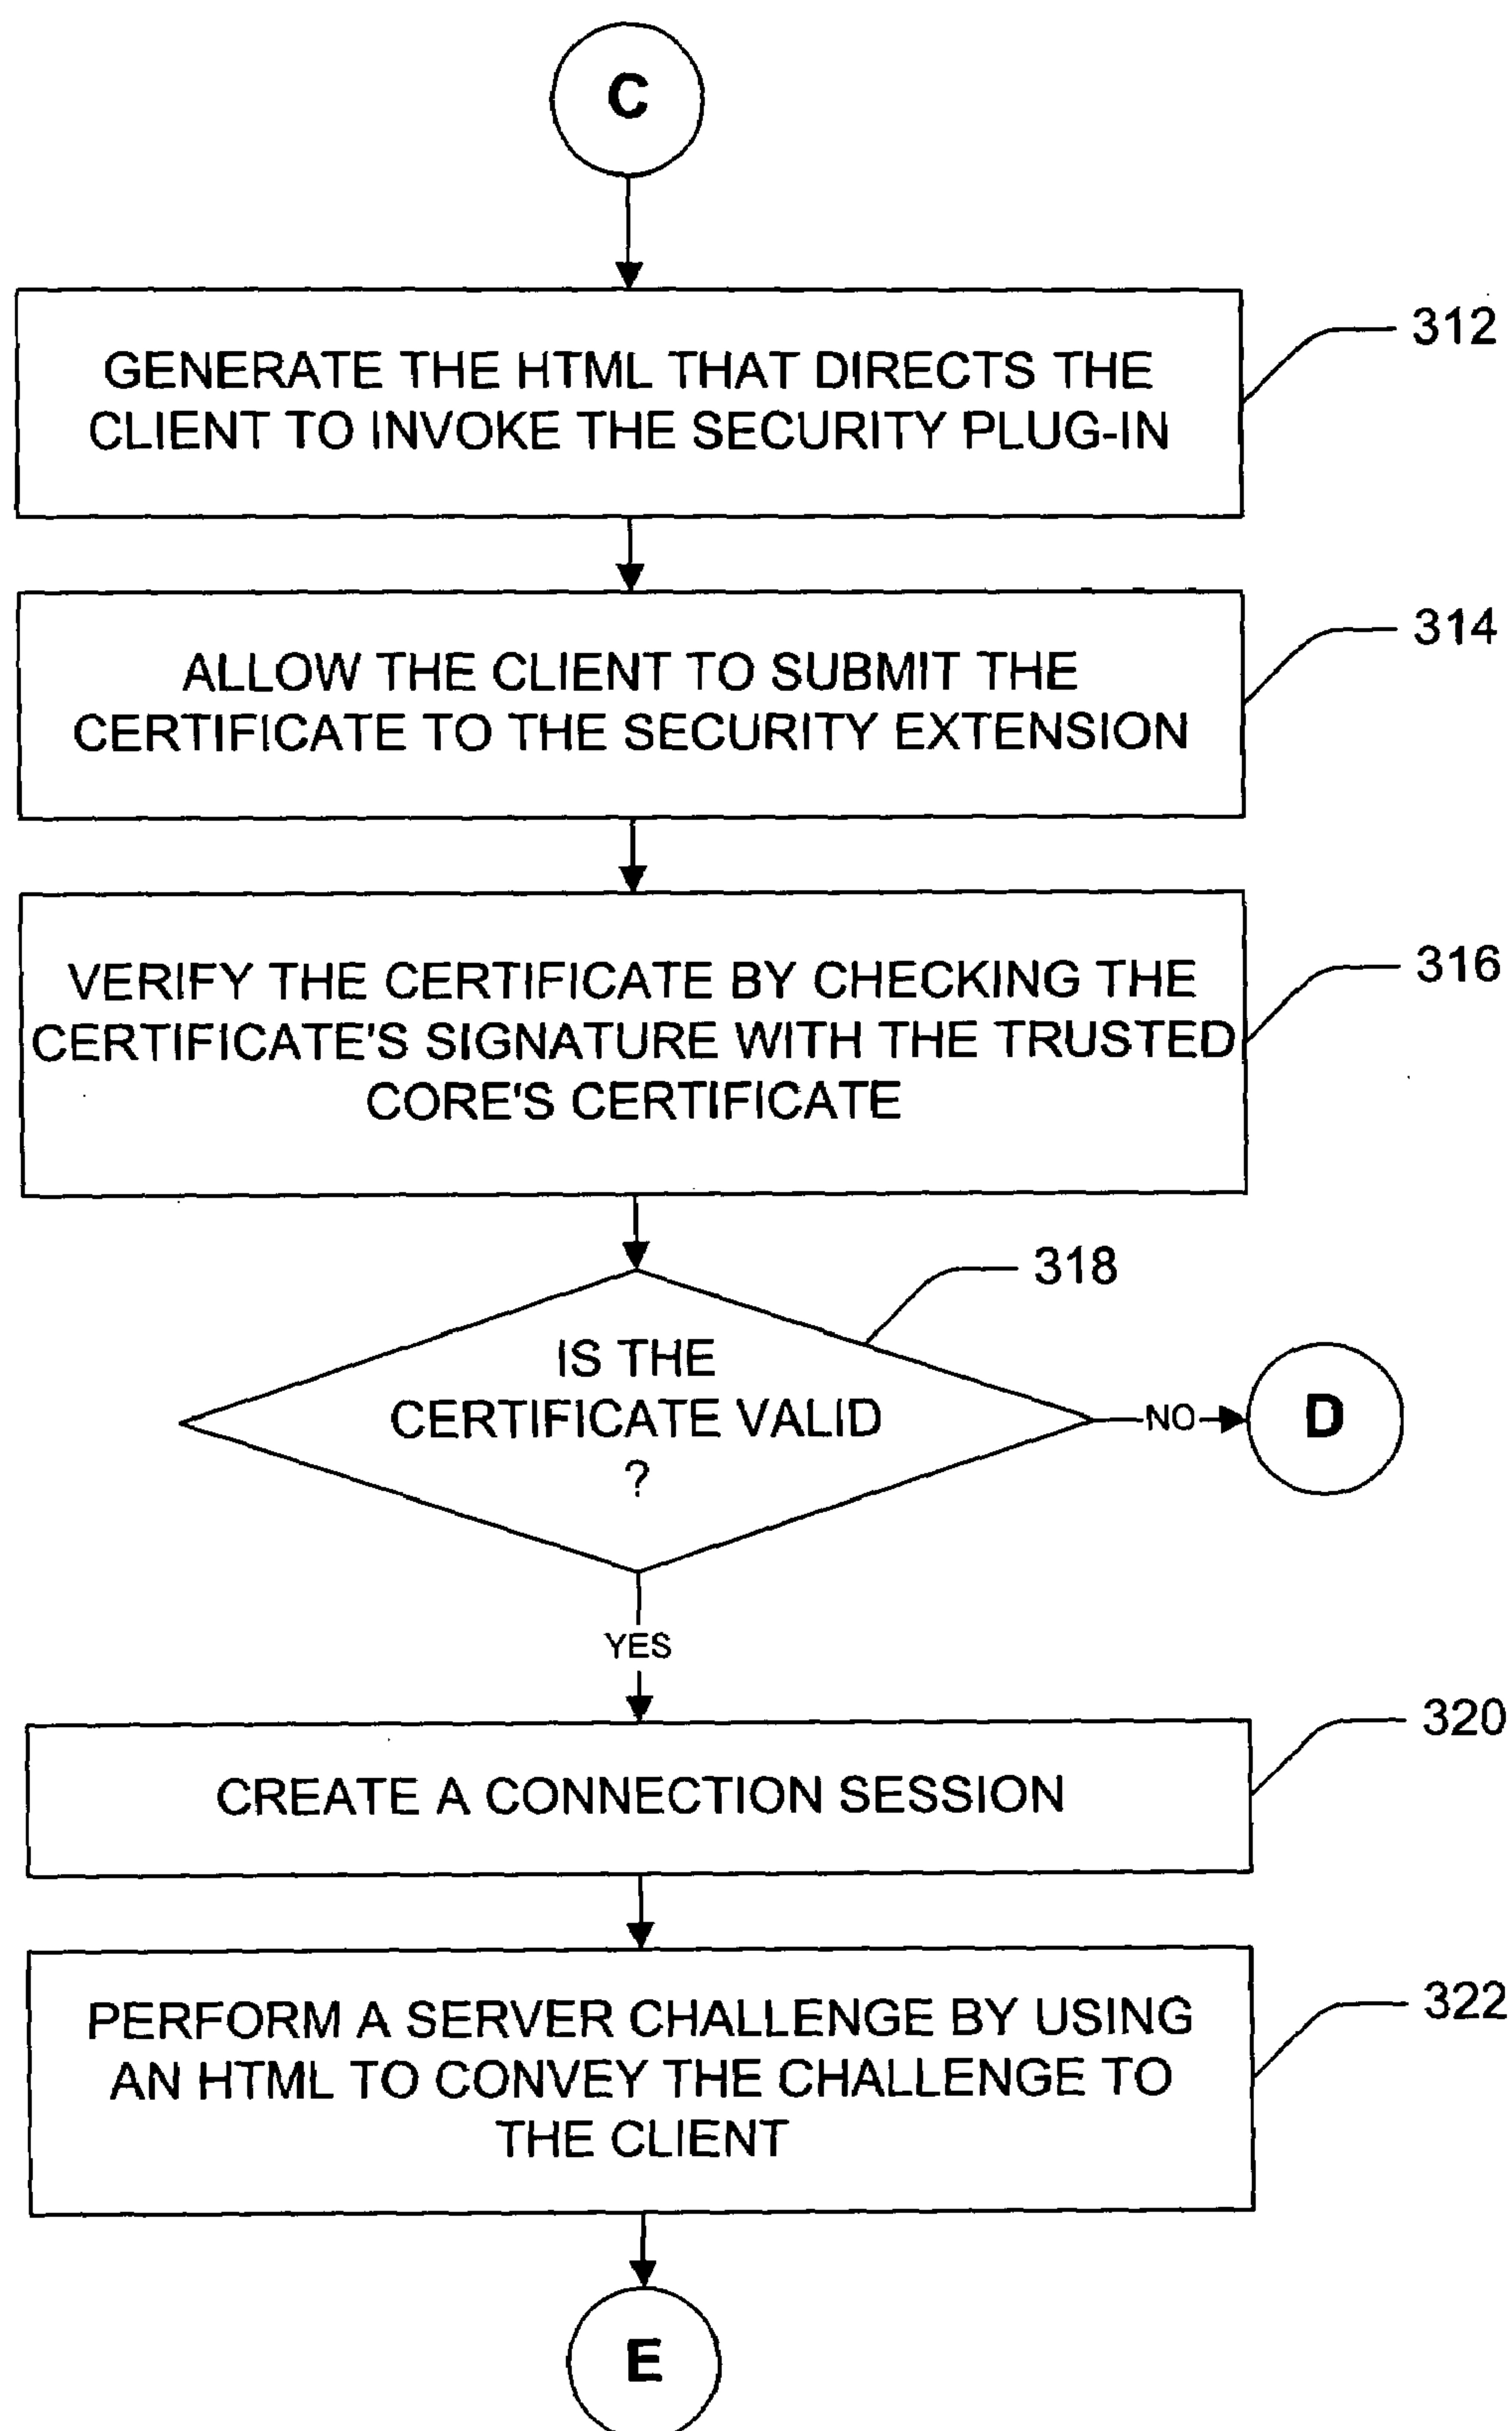 C
GENERATE THE HTML THAT DIRECTS THE
CLIENT TO INVOKE THE SECURITY PLUG-IN
312
ALLOW THE CLIENT TO SUBMIT THE
CERTIFICATE TO THE SECURITY EXTENSION
314
VERIFY THE CERTIFICATE BY CHECKING THE
CERTIFICATE'S SIGNATURE WITH THE TRUSTED
CORE'S CERTIFICATE
316
318
IS THE
CERTIFICATE VALID
?
NO
D
YES
320
CREATE A CONNECTION SESSION
322
PERFORM A SERVER CHALLENGE BY USING
AN HTML TO CONVEY THE CHALLENGE TO
THE CLIENT
E